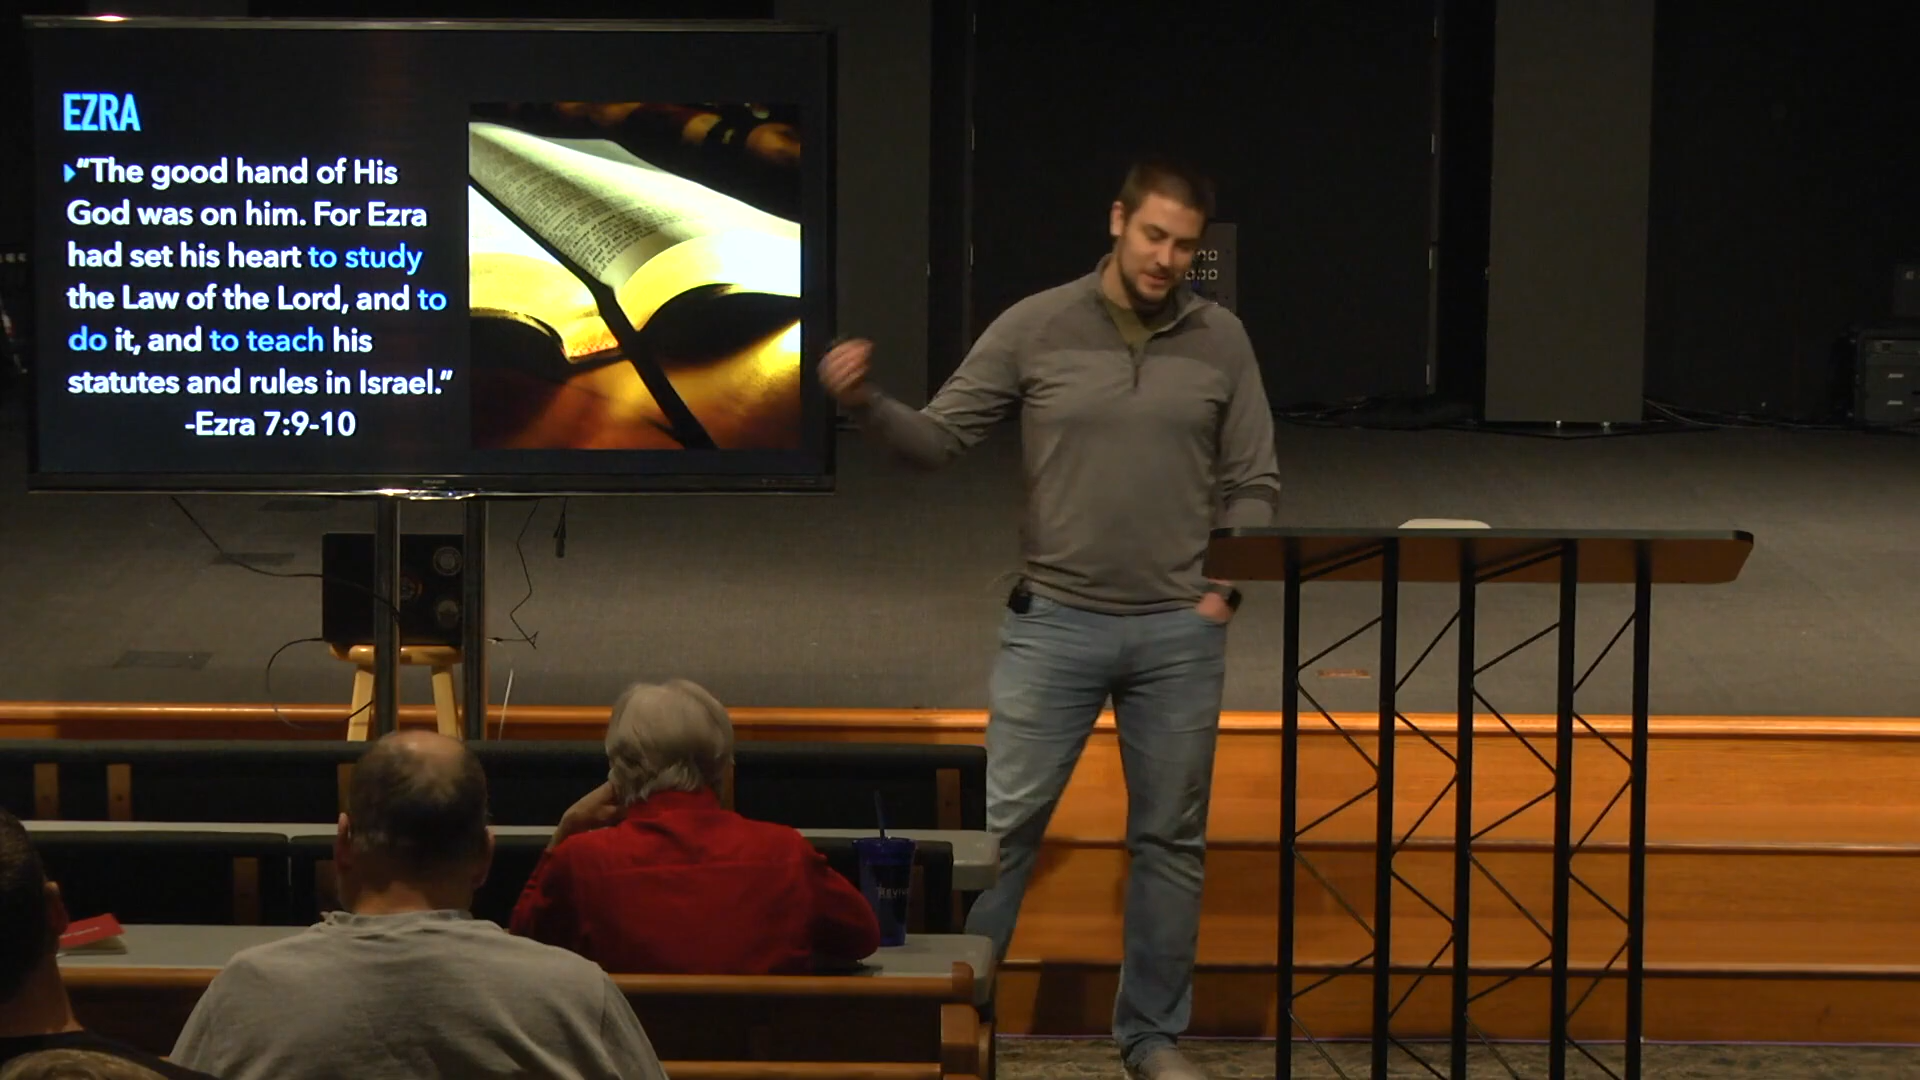 EZRA
"The good hand of His
God was on him. For Ezra
had set his heart to study
the Law of the Lord, and to
do it, and to teach his
statutes and rules in Israel."
-Ezra 7:9-10